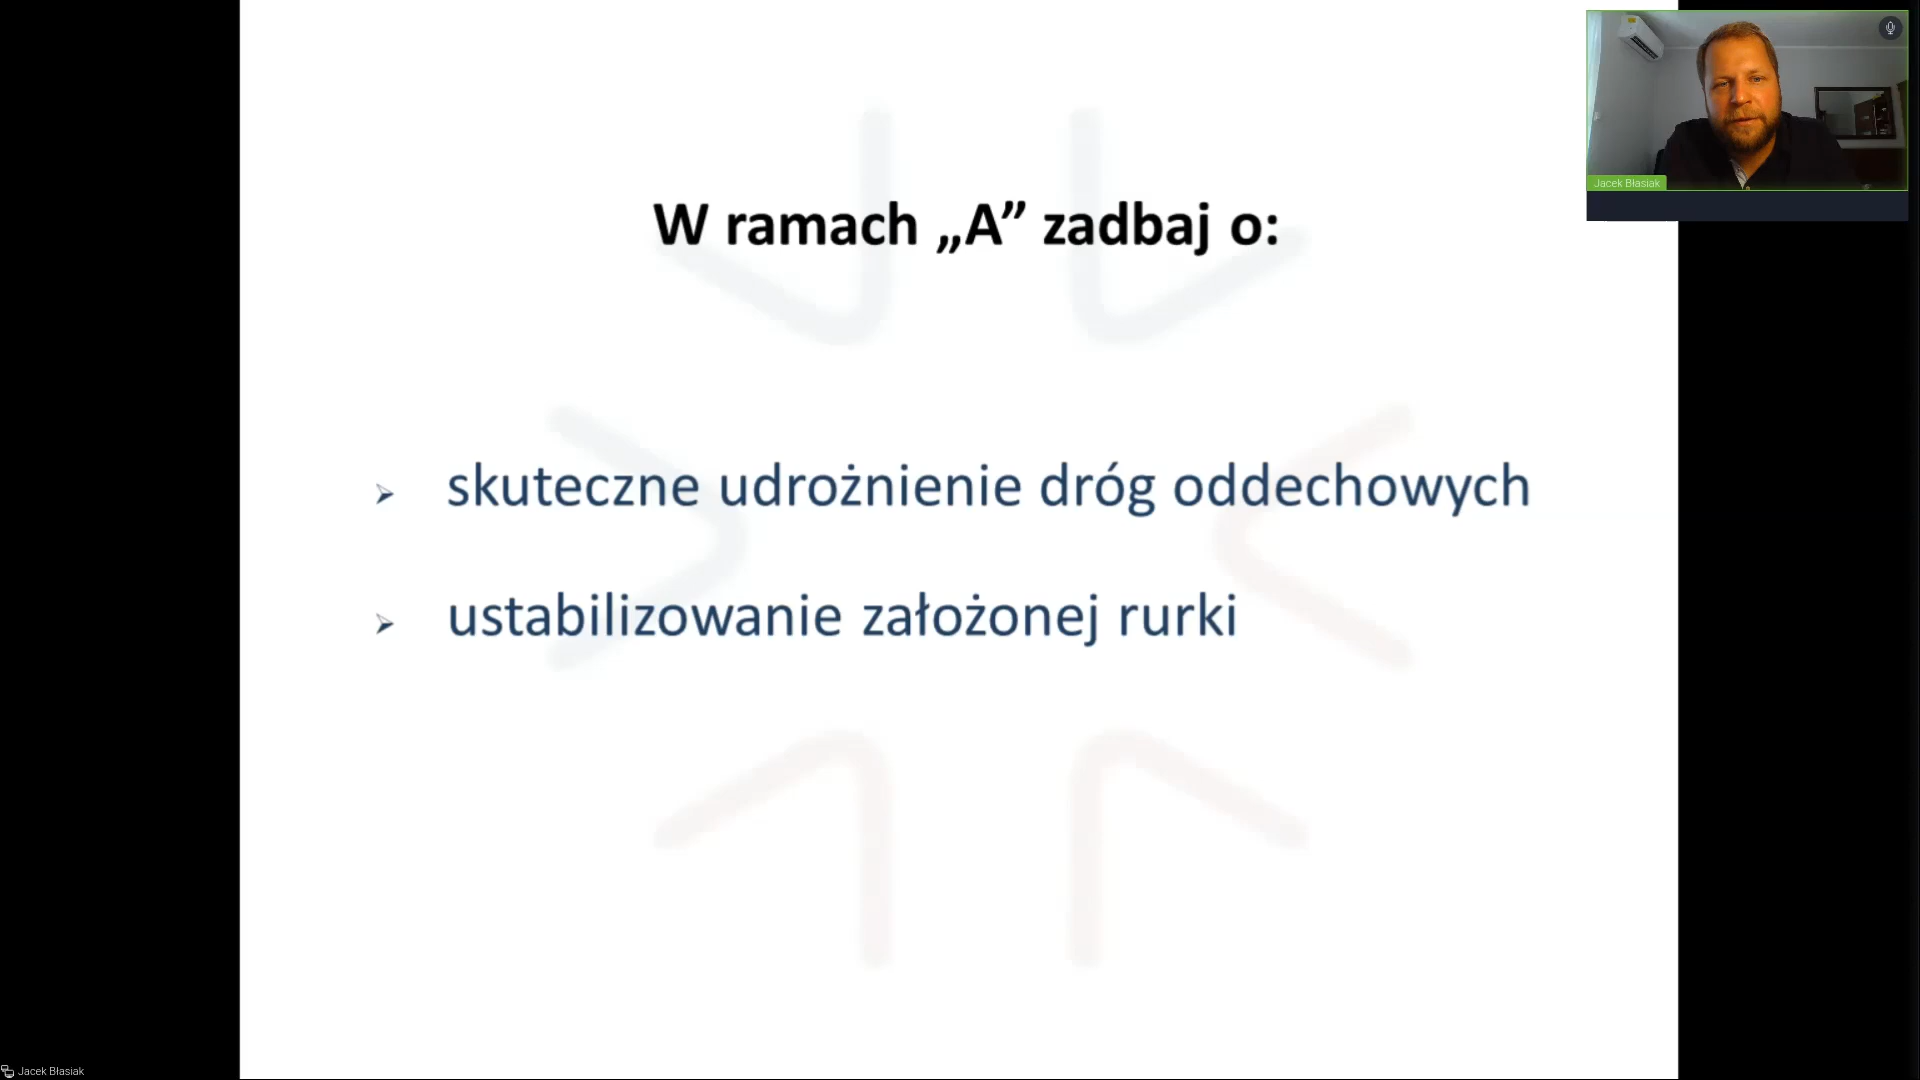 Jacek Błasiak
W ramach „A” zadbaj o:
➢ skuteczne udrożnienie dróg oddechowych
➢ ustabilizowanie założonej rurki
Jacek Błasiak